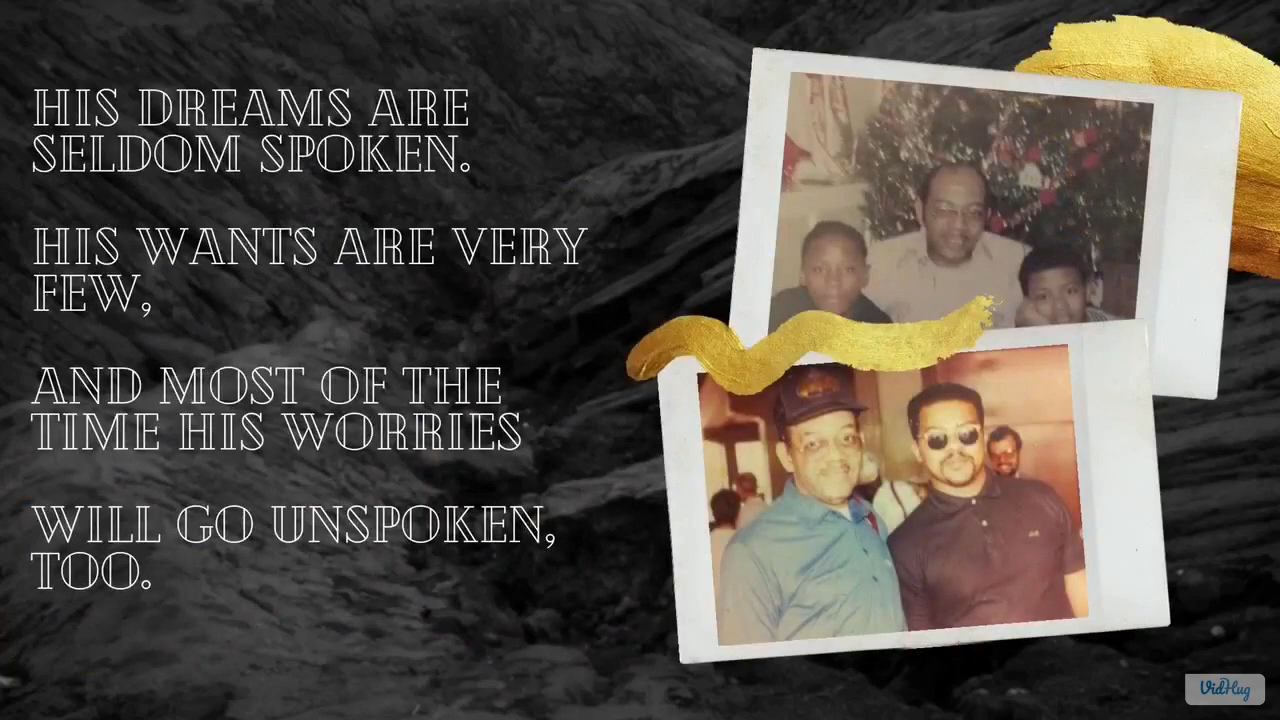 HIS DREAMS ARE
SELDOM SPOKEN.
HIS WANTS ARE VERY
FEW,
AND MOST OF THE
TIME HIS WORRIES
WILL GO UNSPOKEN,
TOO.
VidHug